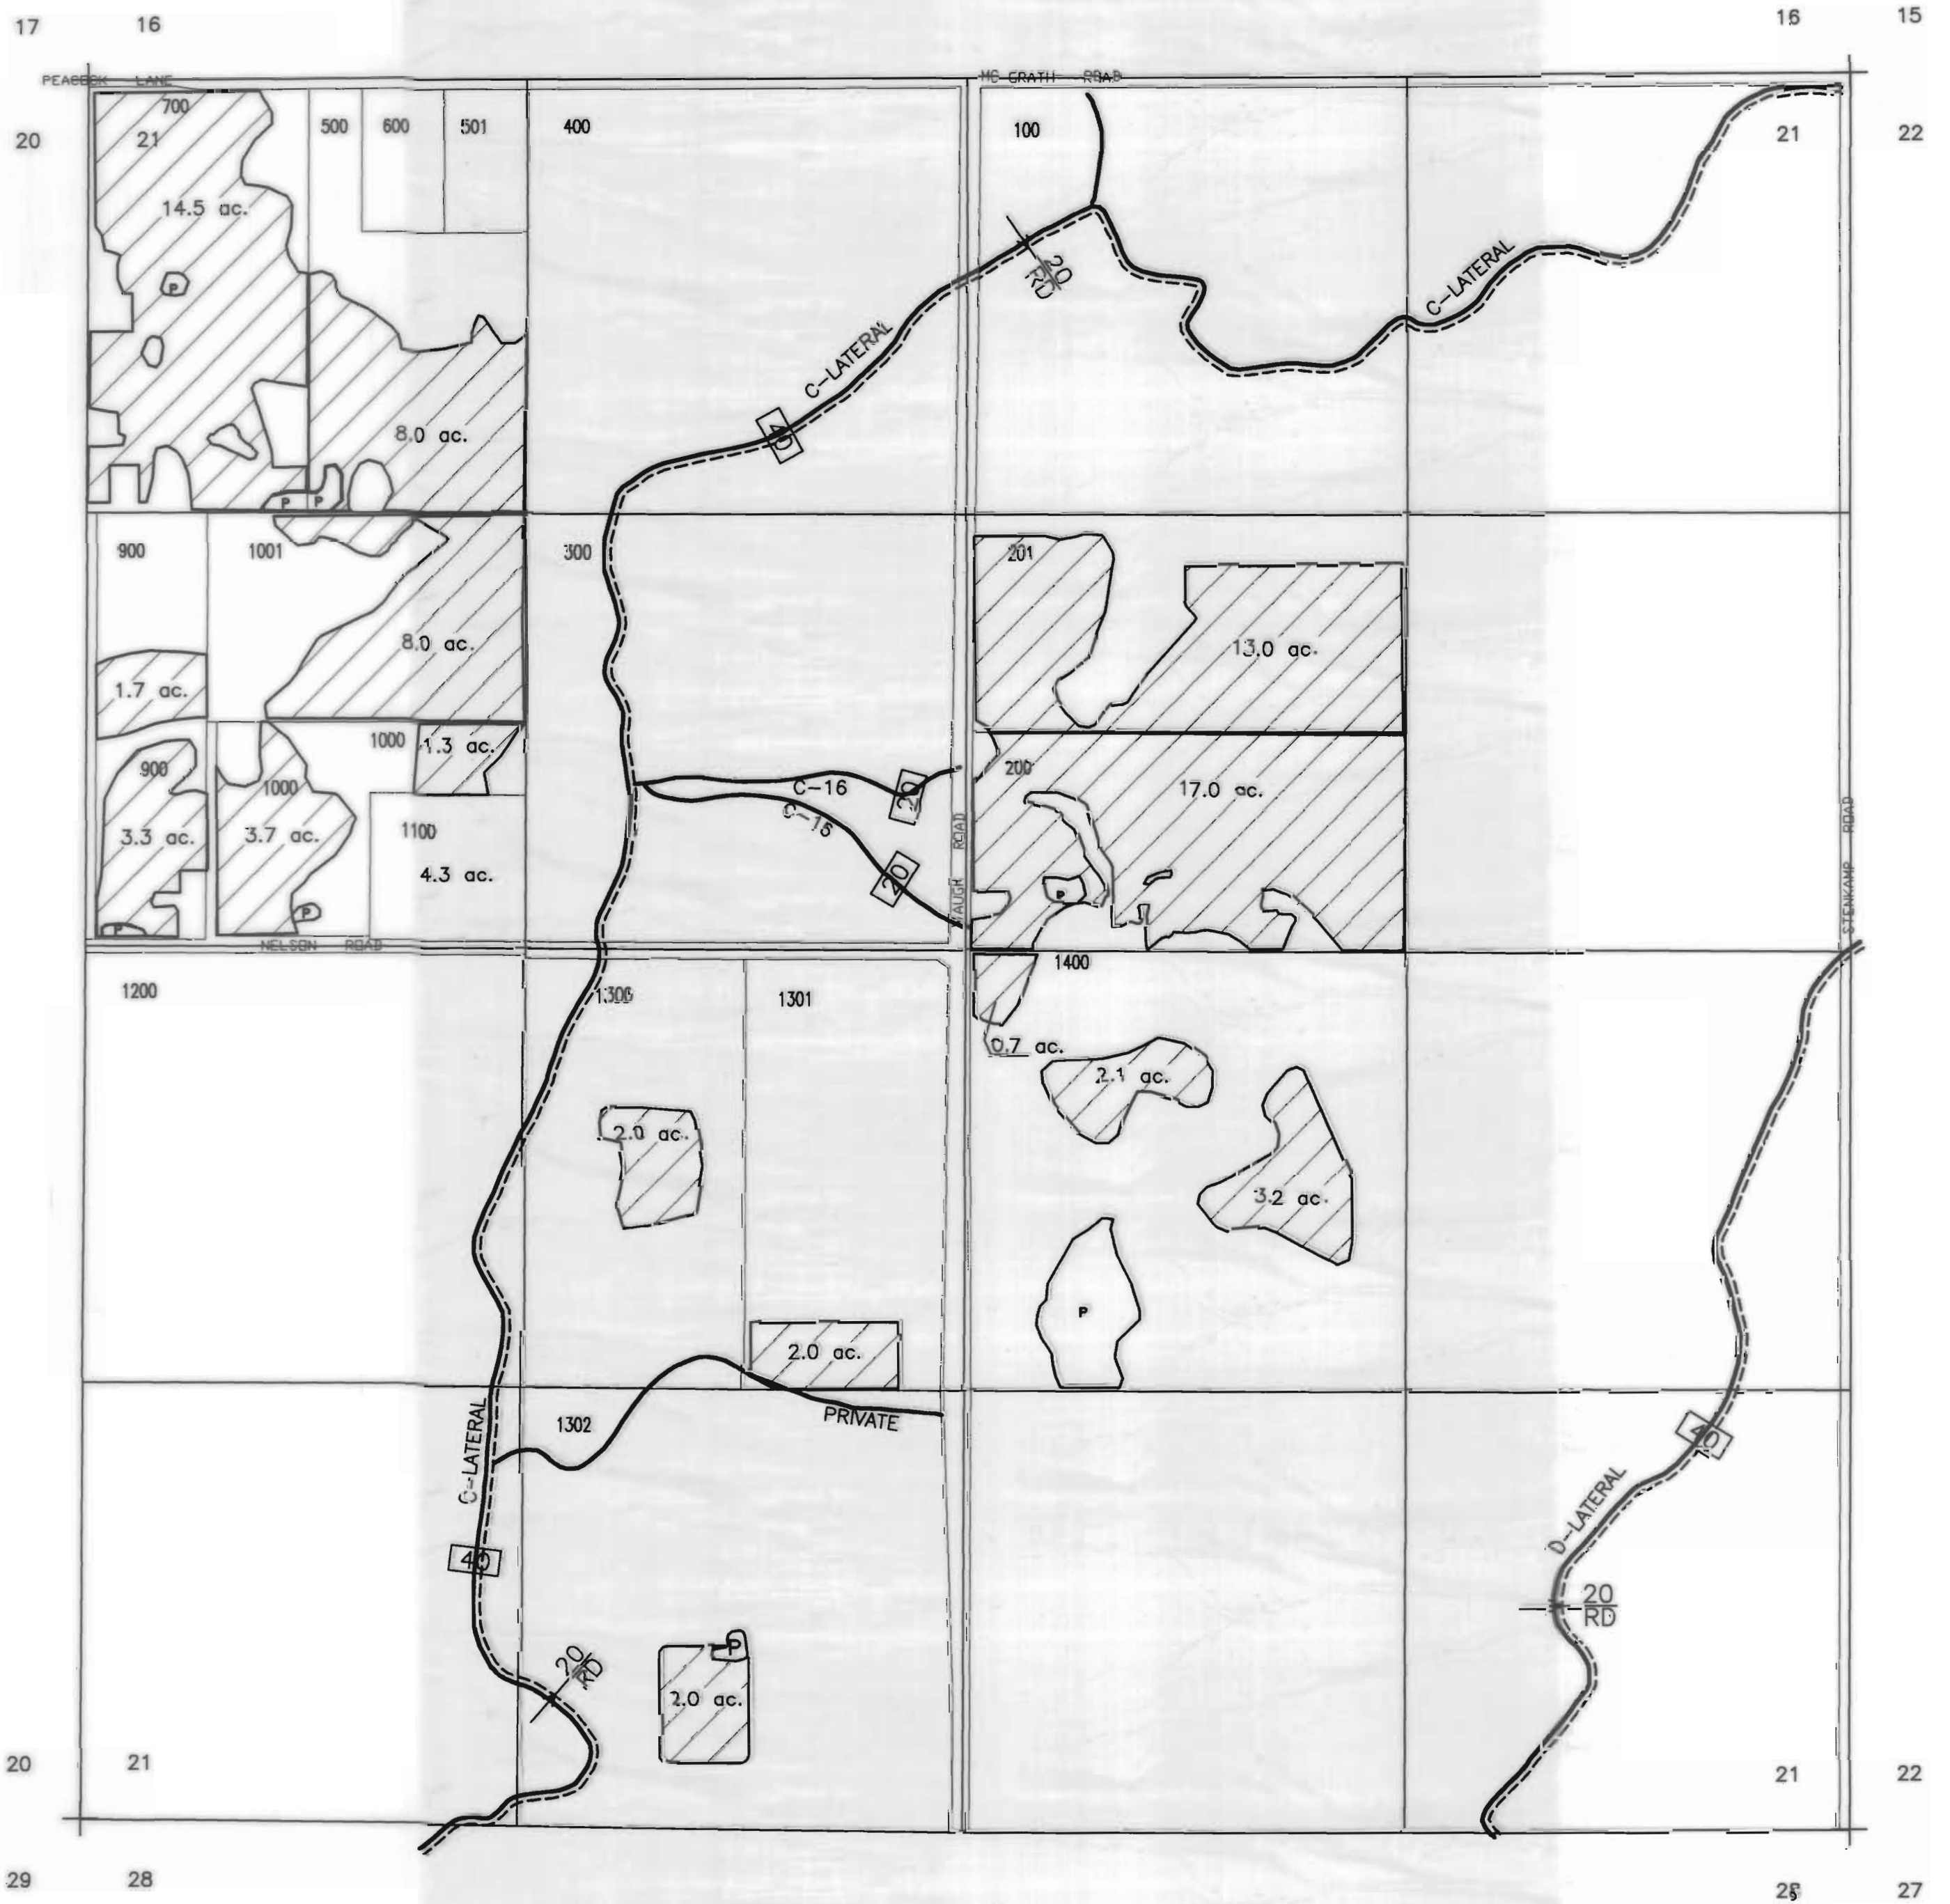 17 16 16 15
PEACOCK LANE MC GRATH ROAD
20 21 21 22
700
500 600 501 400 100
14.5 ac.
P
20
RD
C-LATERAL
C-LATERAL
40
8.0 ac.
P P
900 1001 300 201
8.0 ac. 13.0 ac.
1.7 ac.
1000 1.3 ac.
900 1000 200 17.0 ac.
C-16
20
C-15
3.3 ac. 3.7 ac. 1100
4.3 ac.
20
ROAD
STENKAMP ROAD
P P P
NELSON ROAD
1200 1300 1301 1400
0.7 ac.
2.1 ac.
2.0 ac.
3.2 ac.
P
2.0 ac.
PRIVATE
1302
C-LATERAL
40
40
D-LATERAL
20
RD
20
RD
P
2.0 ac.
20 21 21 22
29 28 27